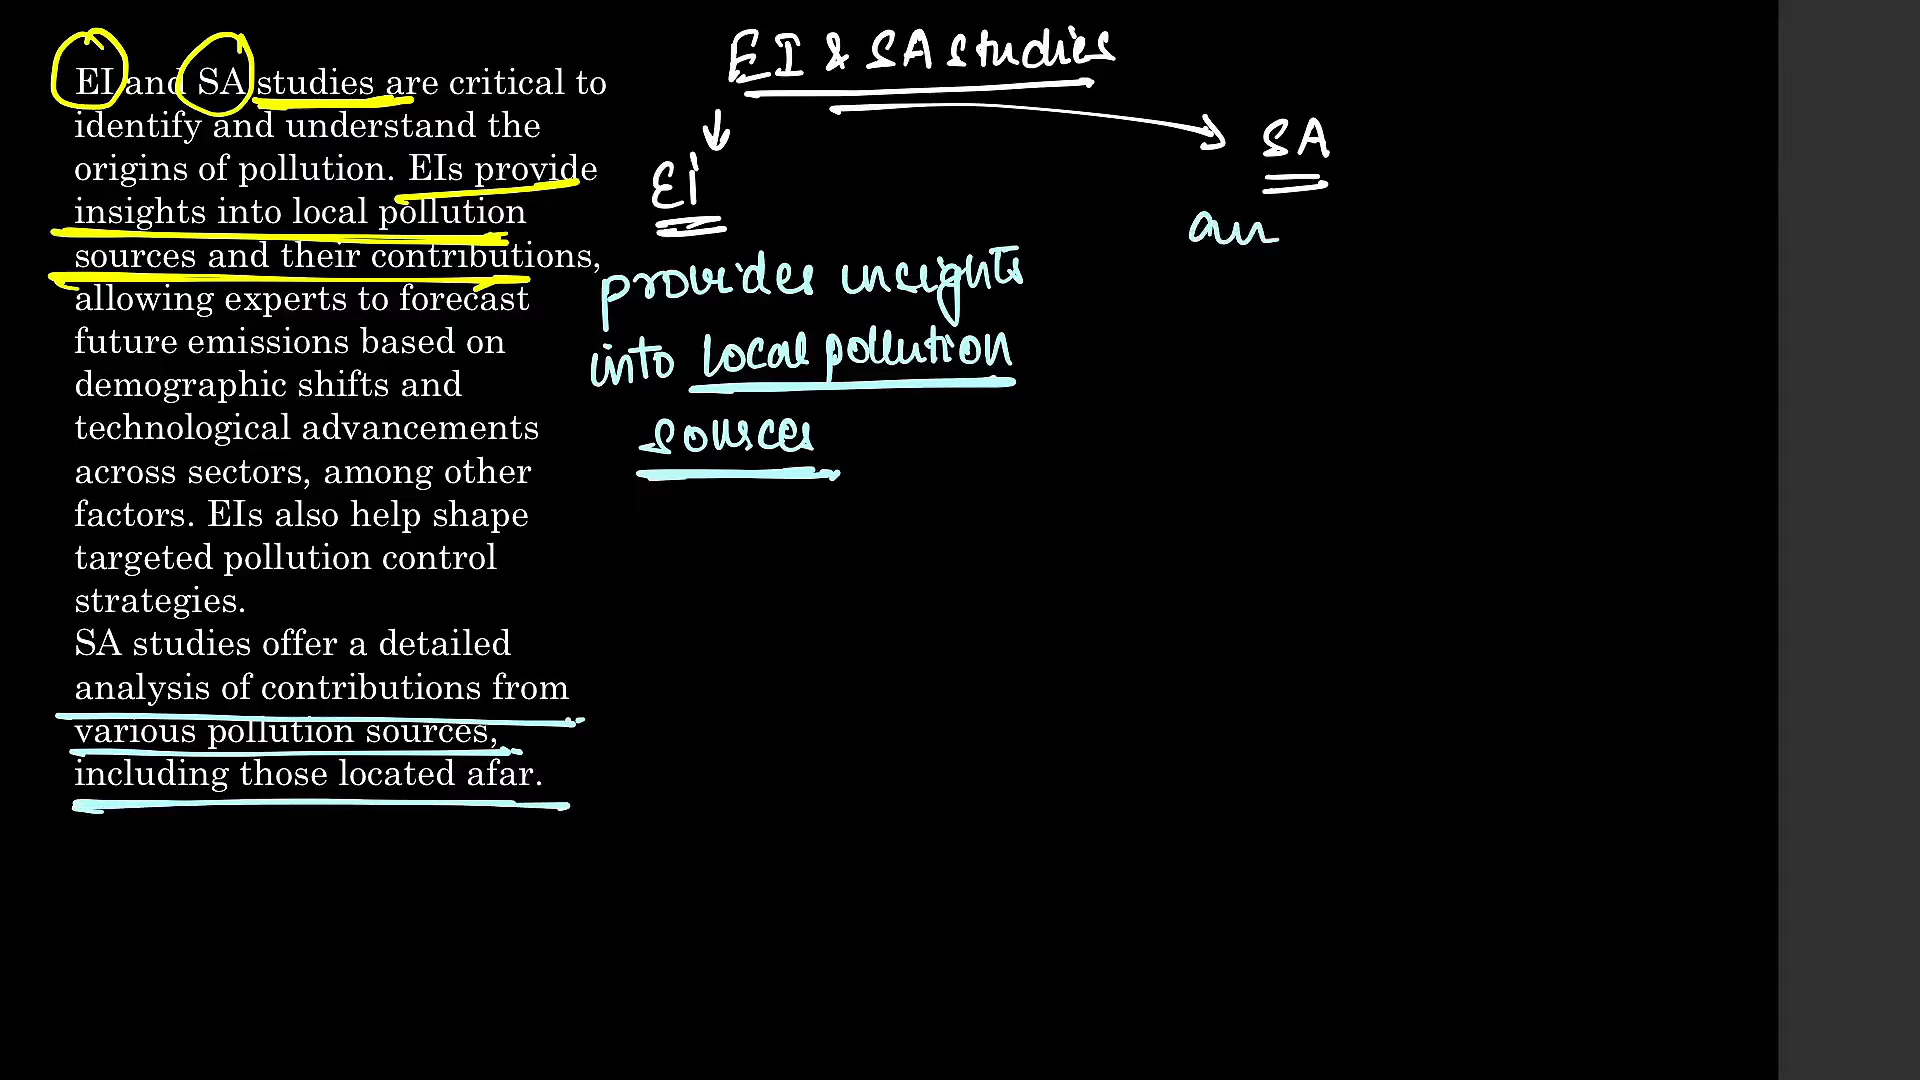 EI and SA studies are critical to
identify and understand the
origins of pollution. EIs provide
insights into local pollution
sources and their contributions,
allowing experts to forecast
future emissions based on
demographic shifts and
technological advancements
across sectors, among other
factors. EIs also help shape
targeted pollution control
strategies.
SA studies offer a detailed
analysis of contributions from
various pollution sources,
including those located afar.
EI & SA studies
EI
provides insights
into local pollution
sources
SA